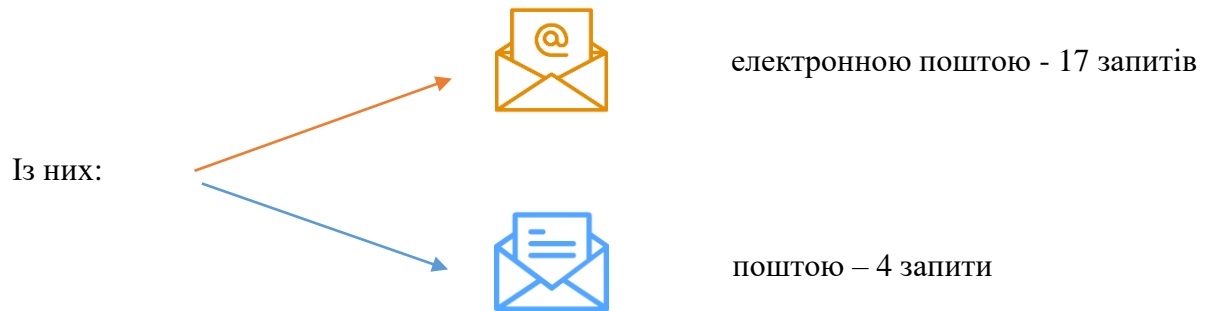 @
електронною поштою - 17 запитів
Із них:
поштою – 4 запити